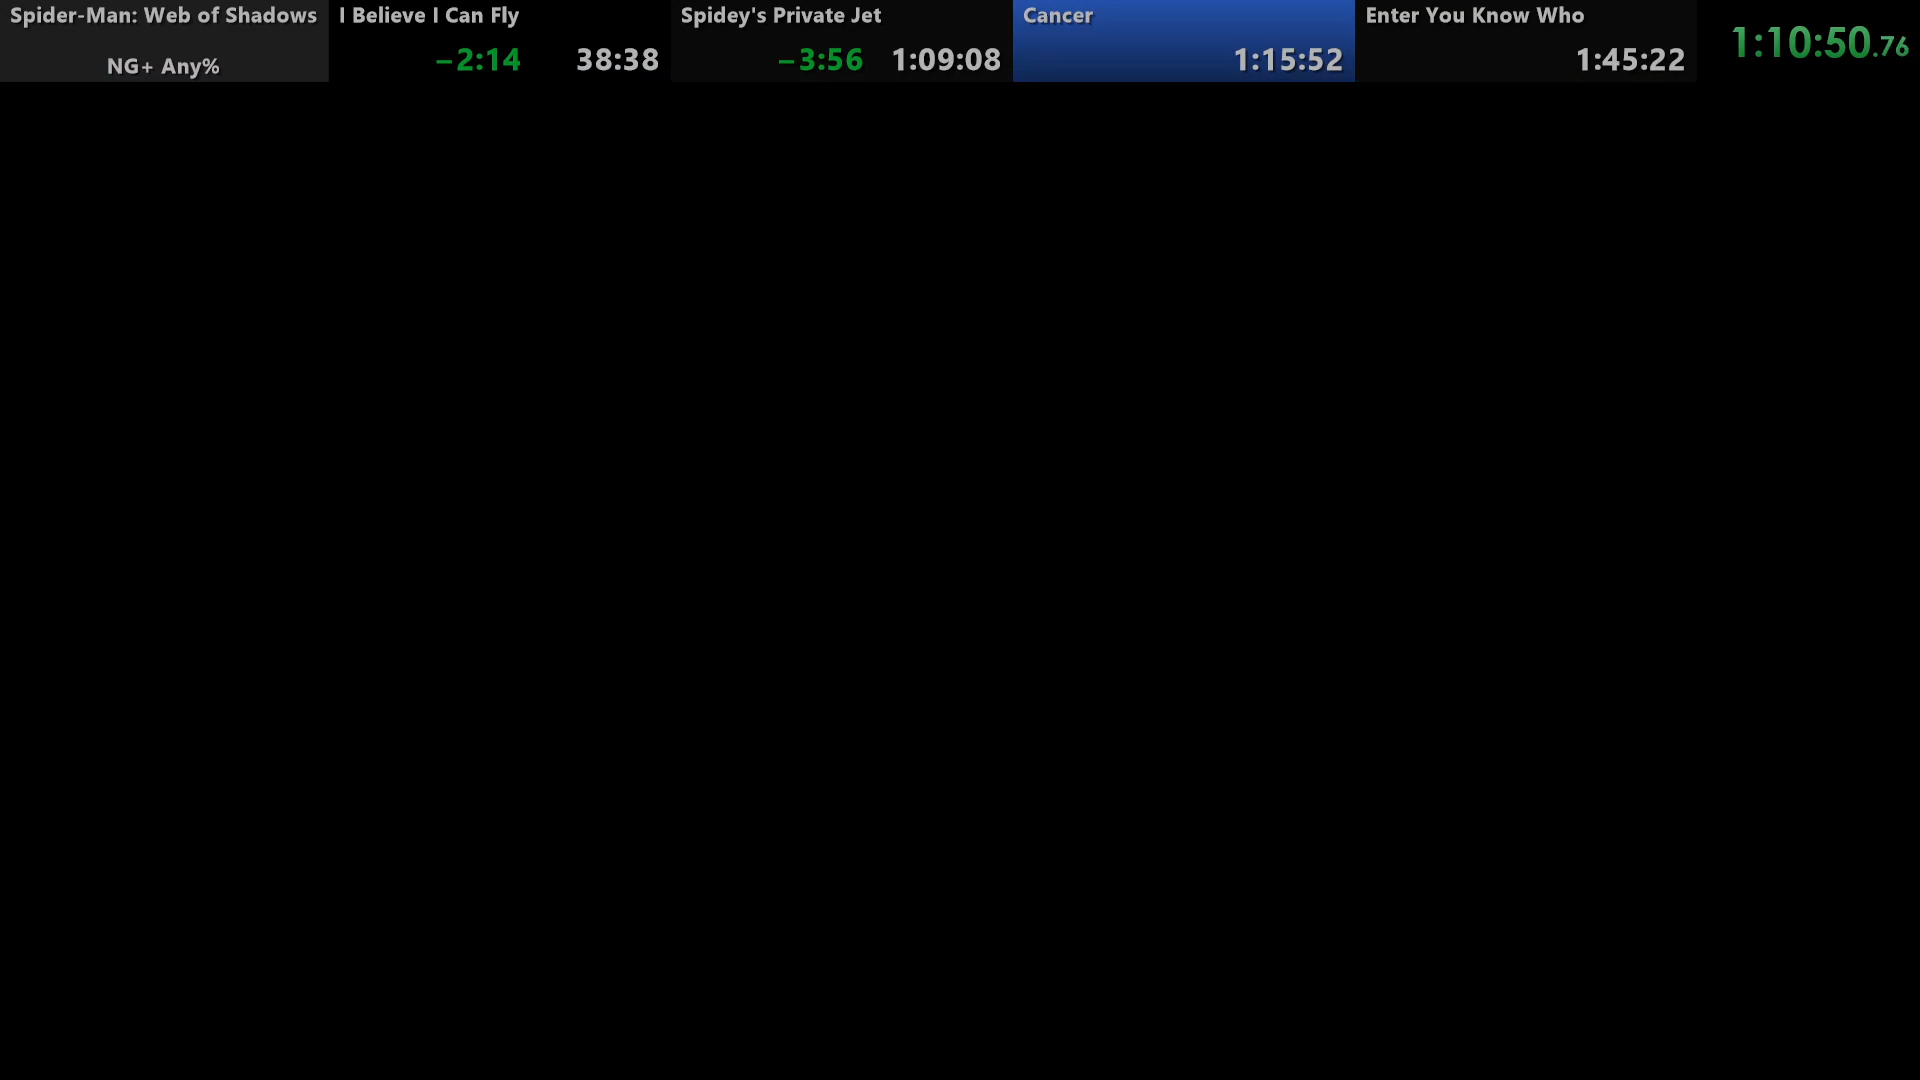 Spider-Man: Web of Shadows
NG+ Any%
I Believe I Can Fly
−2:14 38:38
Spidey's Private Jet
−3:56 1:09:08
Cancer
1:15:52
Enter You Know Who
1:45:22
1:10:50.76